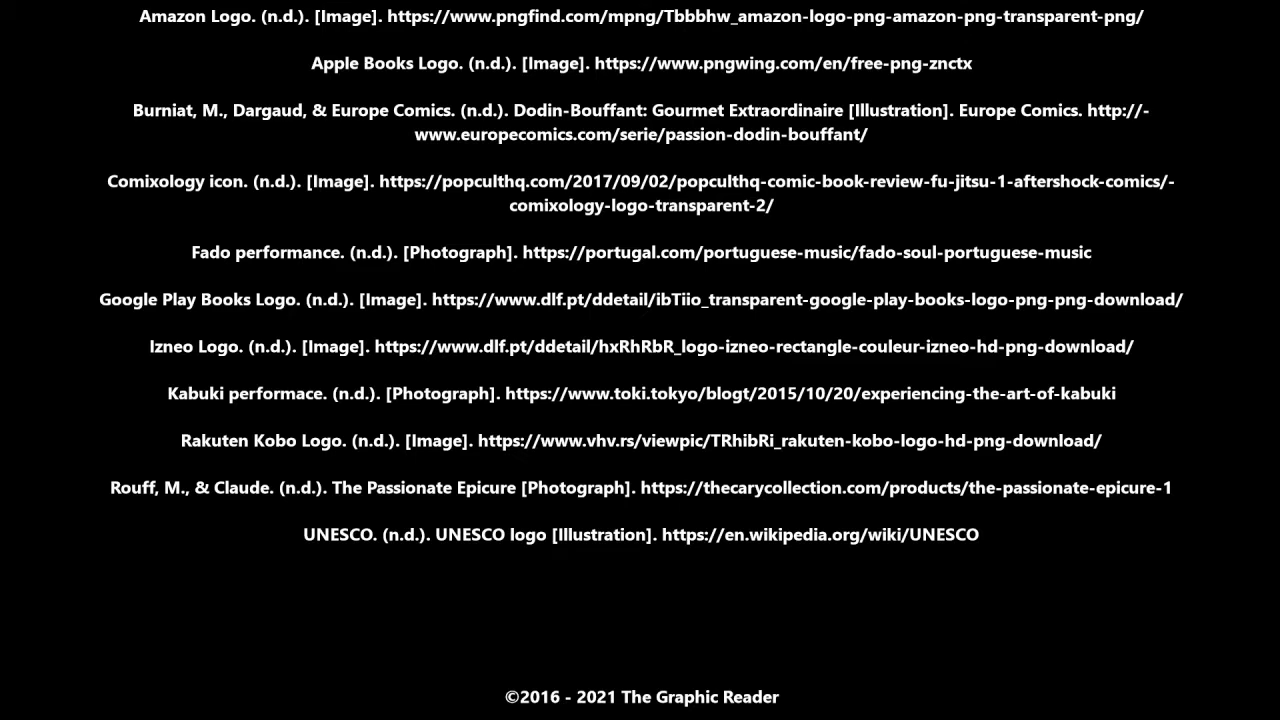 Amazon Logo. (n.d.). [Image]. https://www.pngfind.com/mpng/Tbbbhw_amazon-logo-png-amazon-png-transparent-png/
Apple Books Logo. (n.d.). [Image]. https://www.pngwing.com/en/free-png-znctx
Burniat, M., Dargaud, & Europe Comics. (n.d.). Dodin-Bouffant: Gourmet Extraordinaire [Illustration]. Europe Comics. http://-
www.europecomics.com/serie/passion-dodin-bouffant/
Comixology icon. (n.d.). [Image]. https://popculthq.com/2017/09/02/popculthq-comic-book-review-fu-jitsu-1-aftershock-comics/-
comixology-logo-transparent-2/
Fado performance. (n.d.). [Photograph]. https://portugal.com/portuguese-music/fado-soul-portuguese-music
Google Play Books Logo. (n.d.). [Image]. https://www.dlf.pt/ddetail/ibTiio_transparent-google-play-books-logo-png-png-download/
Izneo Logo. (n.d.). [Image]. https://www.dlf.pt/ddetail/hxRhRbR_logo-izneo-rectangle-couleur-izneo-hd-png-download/
Kabuki performace. (n.d.). [Photograph]. https://www.toki.tokyo/blogt/2015/10/20/experiencing-the-art-of-kabuki
Rakuten Kobo Logo. (n.d.). [Image]. https://www.vhv.rs/viewpic/TRhibRi_rakuten-kobo-logo-hd-png-download/
Rouff, M., & Claude. (n.d.). The Passionate Epicure [Photograph]. https://thecarycollection.com/products/the-passionate-epicure-1
UNESCO. (n.d.). UNESCO logo [Illustration]. https://en.wikipedia.org/wiki/UNESCO
©2016 - 2021 The Graphic Reader